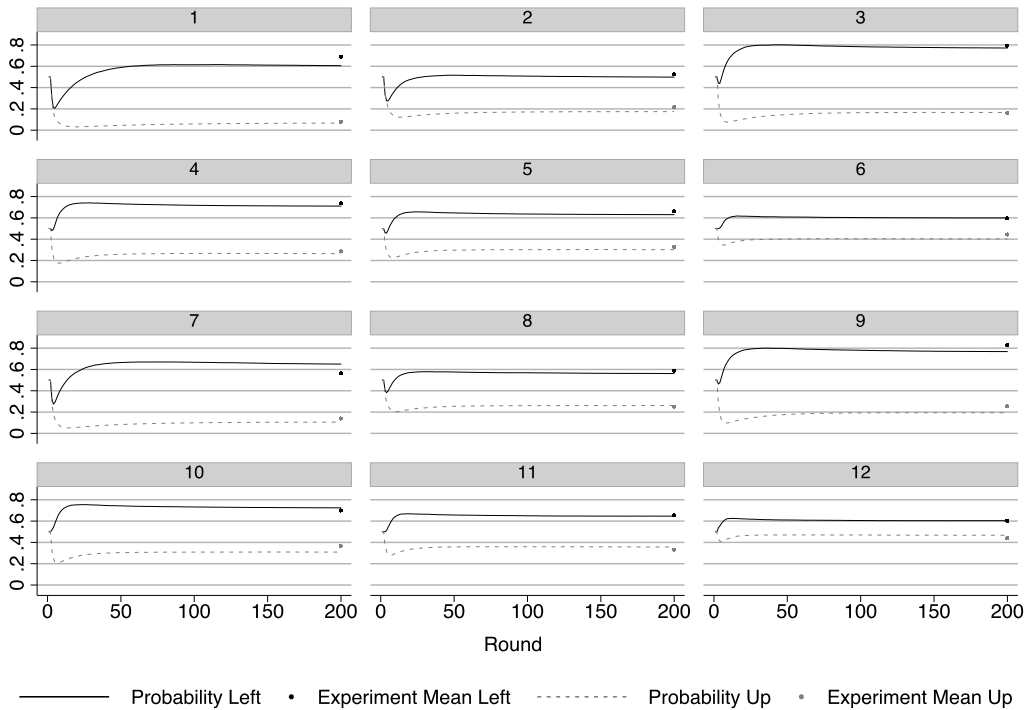 1 2 3
0 .2 .4 .6 .8
4 5 6
0 .2 .4 .6 .8
7 8 9
0 .2 .4 .6 .8
10 11 12
0 .2 .4 .6 .8
0 50 100 150 200 0 50 100 150 200 0 50 100 150 200
Round
Probability Left Experiment Mean Left Probability Up Experiment Mean Up